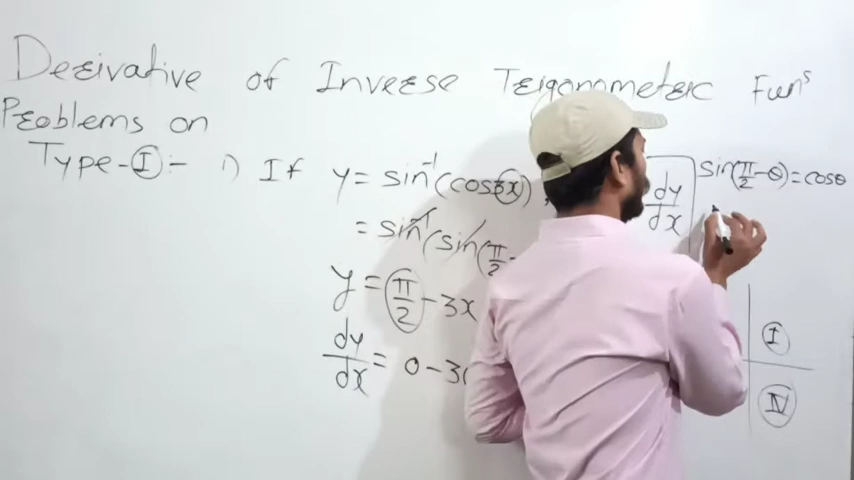 Derivative of Inverse Trigonometric Funⁿˢ
Problems on
Type-I :- 1) If y = sin⁻¹(cos3x),
= sin⁻¹(sin(π/2-
y = π/2 - 3x
dy/dx = 0 - 3(
dy/dx
sin(π/2 - θ) = cosθ
I
IV